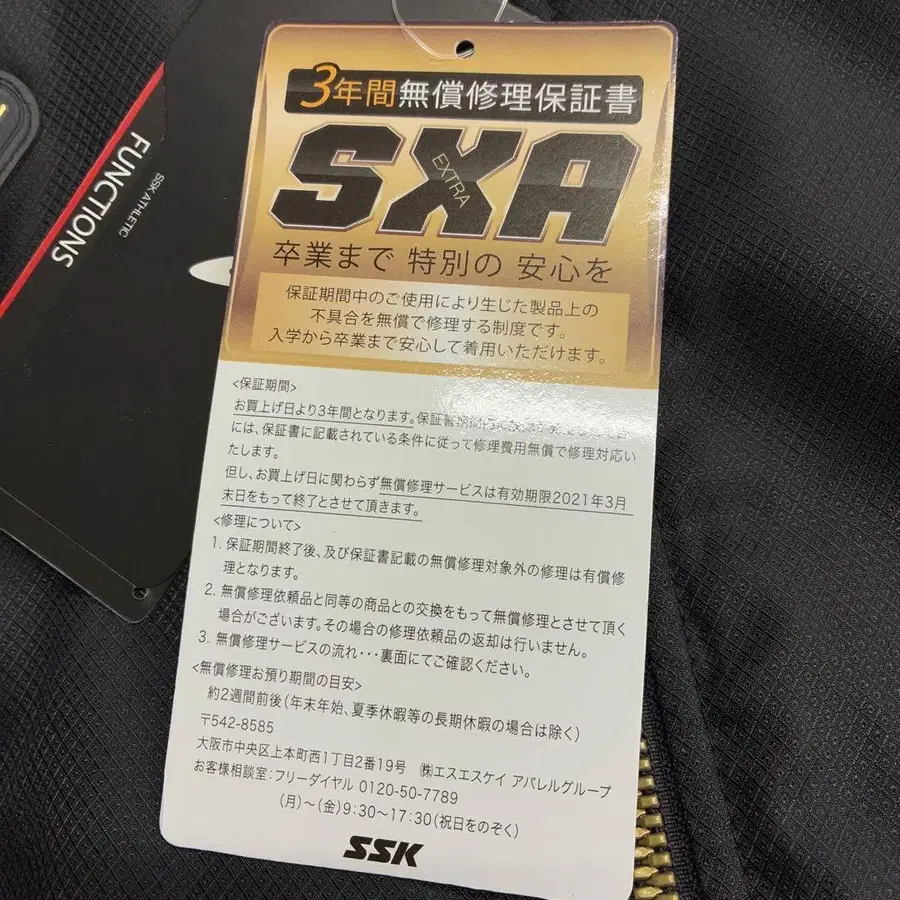 FUNCTIONS
SSK ATHLETIC
3年間無償修理保証書
SXA
EXTRA
卒業まで 特別の 安心を
保証期間中のご使用により生じた製品上の
不具合を無償で修理する制度です。
入学から卒業まで安心して着用いただけます。
<保証期間>
お買上げ日より3年間となります。保証書期間内に
には、保証書に記載されている条件に従って修理費用無償で修理対応い
たします。
但し、お買上げ日に関わらず無償修理サービスは有効期限2021年3月
末日をもって終了とさせて頂きます。
<修理について>
1. 保証期間終了後、及び保証書記載の無償修理対象外の修理は有償修
理となります。
2. 無償修理依頼品と同等の商品との交換をもって無償修理とさせて頂く
場合がございます。その場合の修理依頼品の返却は行いません。
3. 無償修理サービスの流れ・・・裏面にてご確認ください。
<無償修理お預り期間の目安>
約2週間前後(年末年始、夏季休暇等の長期休暇の場合は除く)
〒542-8585
大阪市中央区上本町西1丁目2番19号 ㈱エスエスケイ アパレルグループ
お客様相談室:フリーダイヤル 0120-50-7789
(月)〜(金)9:30〜17:30(祝日をのぞく)
SSK